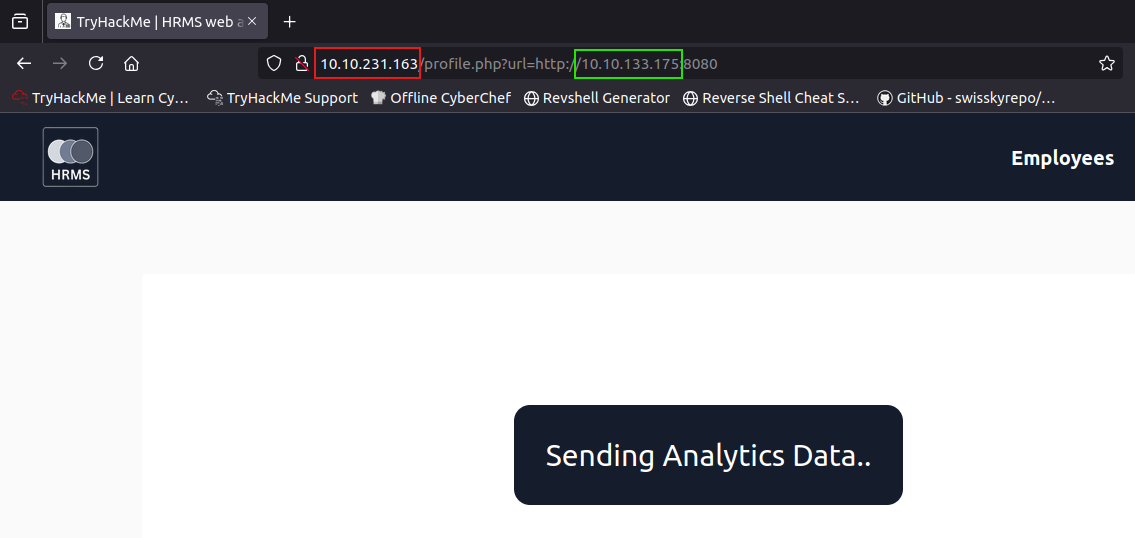 TryHackMe | HRMS web a
10.10.231.163/profile.php?url=http://10.10.133.175:8080
TryHackMe | Learn Cy… TryHackMe Support Offline CyberChef Revshell Generator Reverse Shell Cheat S… GitHub - swisskyrepo/…
HRMS
Employees
Sending Analytics Data..